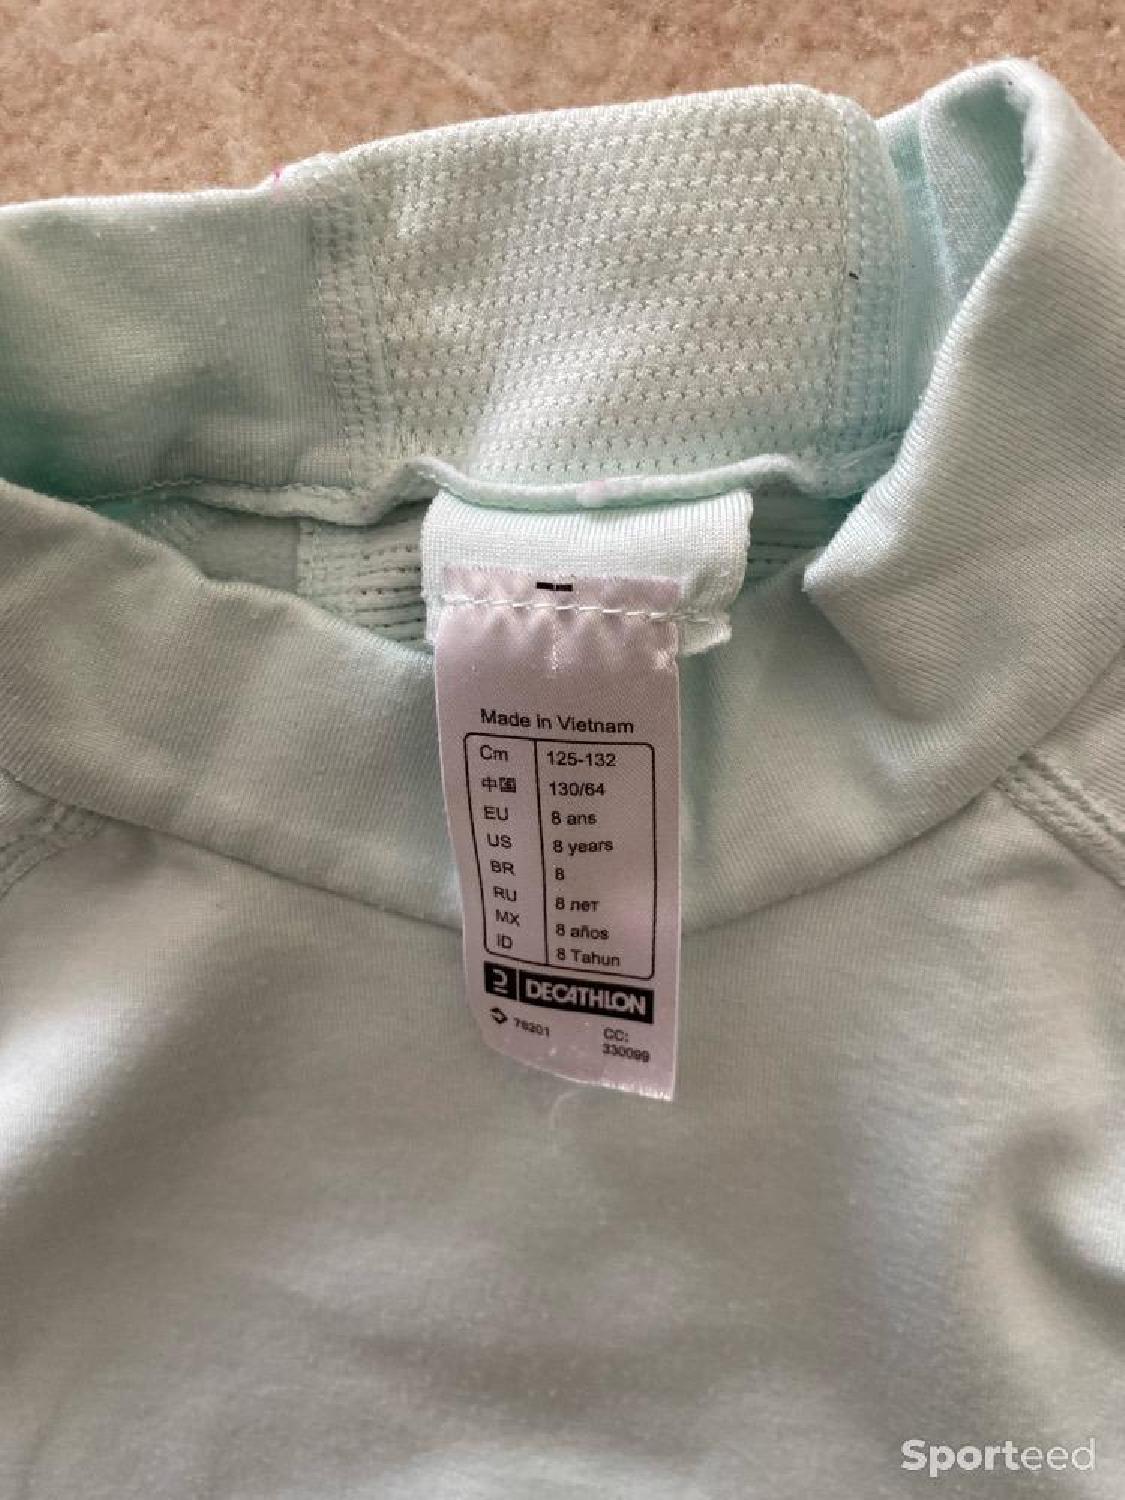 Made in Vietnam
Cm 125-132
中国 130/64
EU 8 ans
US 8 years
BR 8
RU 8 лет
MX 8 años
ID 8 Tahun
DECATHLON
CC:
330099
Sporteed